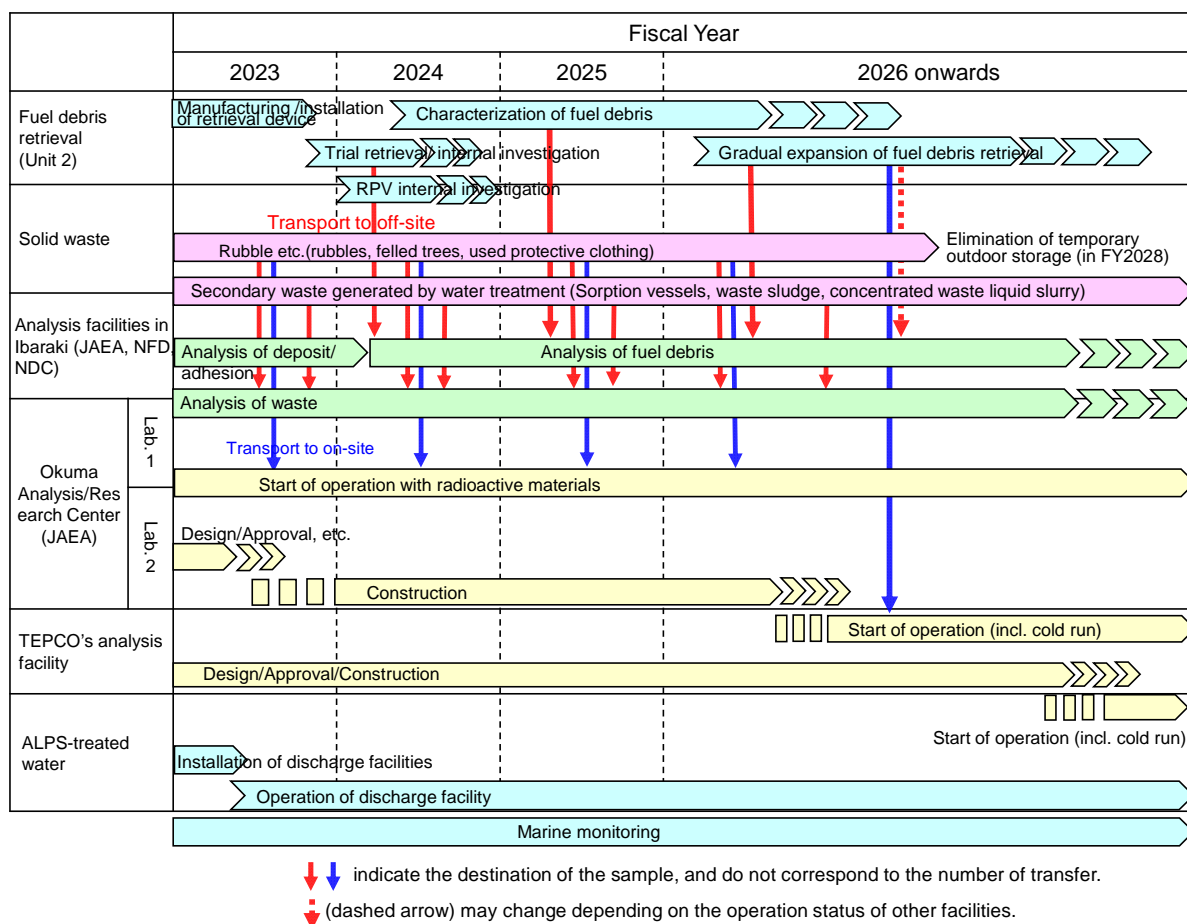 Fiscal Year
2023
2024
2025
2026 onwards
Fuel debris
retrieval
(Unit 2)
Manufacturing /installation
of retrieval device
Characterization of fuel debris
Trial retrieval/ internal investigation
Gradual expansion of fuel debris retrieval
RPV internal investigation
Solid waste
Transport to off-site
Rubble etc.(rubbles, felled trees, used protective clothing)
Elimination of temporary
outdoor storage (in FY2028)
Secondary waste generated by water treatment (Sorption vessels, waste sludge, concentrated waste liquid slurry)
Analysis facilities in
Ibaraki (JAEA, NFD,
NDC)
Analysis of deposit/
adhesion
Analysis of fuel debris
Analysis of waste
Okuma
Analysis/Res
earch Center
(JAEA)
Lab. 1
Transport to on-site
Start of operation with radioactive materials
Lab. 2
Design/Approval, etc.
Construction
Start of operation (incl. cold run)
TEPCO's analysis
facility
Design/Approval/Construction
Start of operation (incl. cold run)
ALPS-treated
water
Installation of discharge facilities
Operation of discharge facility
Marine monitoring
indicate the destination of the sample, and do not correspond to the number of transfer.
(dashed arrow) may change depending on the operation status of other facilities.